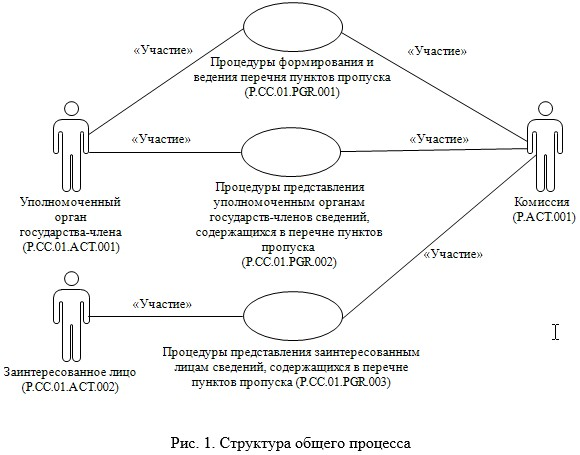 «Участие»
«Участие»
Процедуры формирования и
ведения перечня пунктов пропуска
(P.CC.01.PGR.001)
«Участие»
«Участие»
Уполномоченный
орган
государства-члена
(P.CC.01.ACT.001)
Процедуры представления
уполномоченным органам
государств-членов сведений,
содержащихся в перечне пунктов
пропуска
(P.CC.01.PGR.002)
Комиссия
(P.ACT.001)
«Участие»
«Участие»
Заинтересованное лицо
(P.CC.01.ACT.002)
Процедуры представления заинтересованным
лицам сведений, содержащихся в перечне
пунктов пропуска (P.CC.01.PGR.003)
Рис. 1. Структура общего процесса